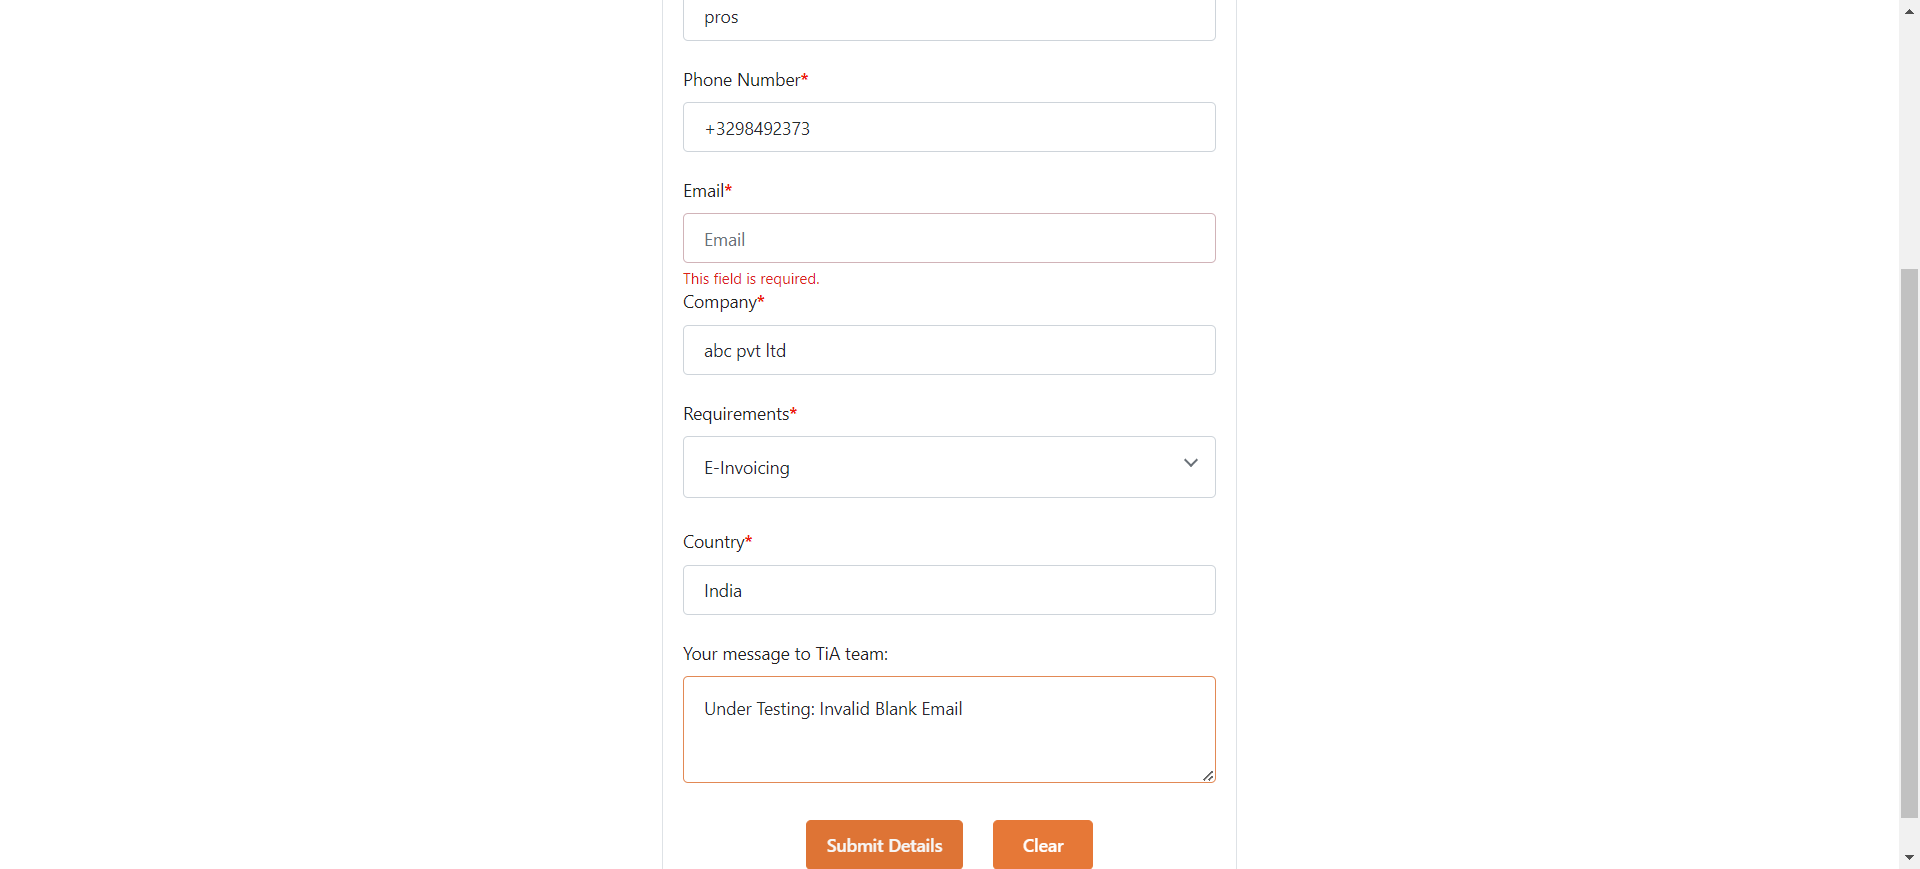 pros
Phone Number*
+3298492373
Email*
Email
This field is required.
Company*
abc pvt ltd
Requirements*
E-Invoicing
Country*
India
Your message to TiA team:
Under Testing: Invalid Blank Email
Submit Details
Clear